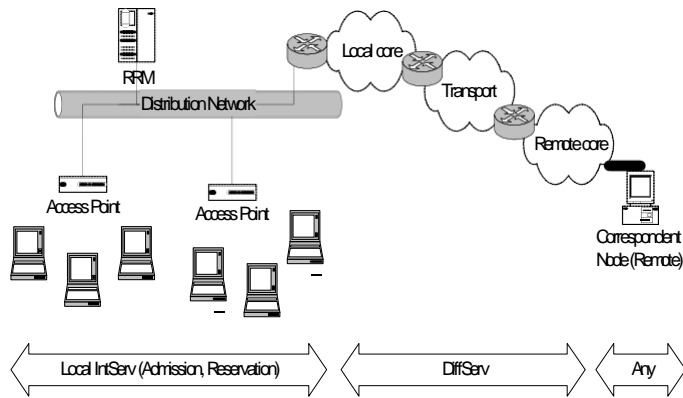 RRM
Distribution Network
Local core
Transport
Remote core
Access Point
Access Point
Correspondent
Node (Remote)
Local IntServ (Admission, Reservation)
DiffServ
Any